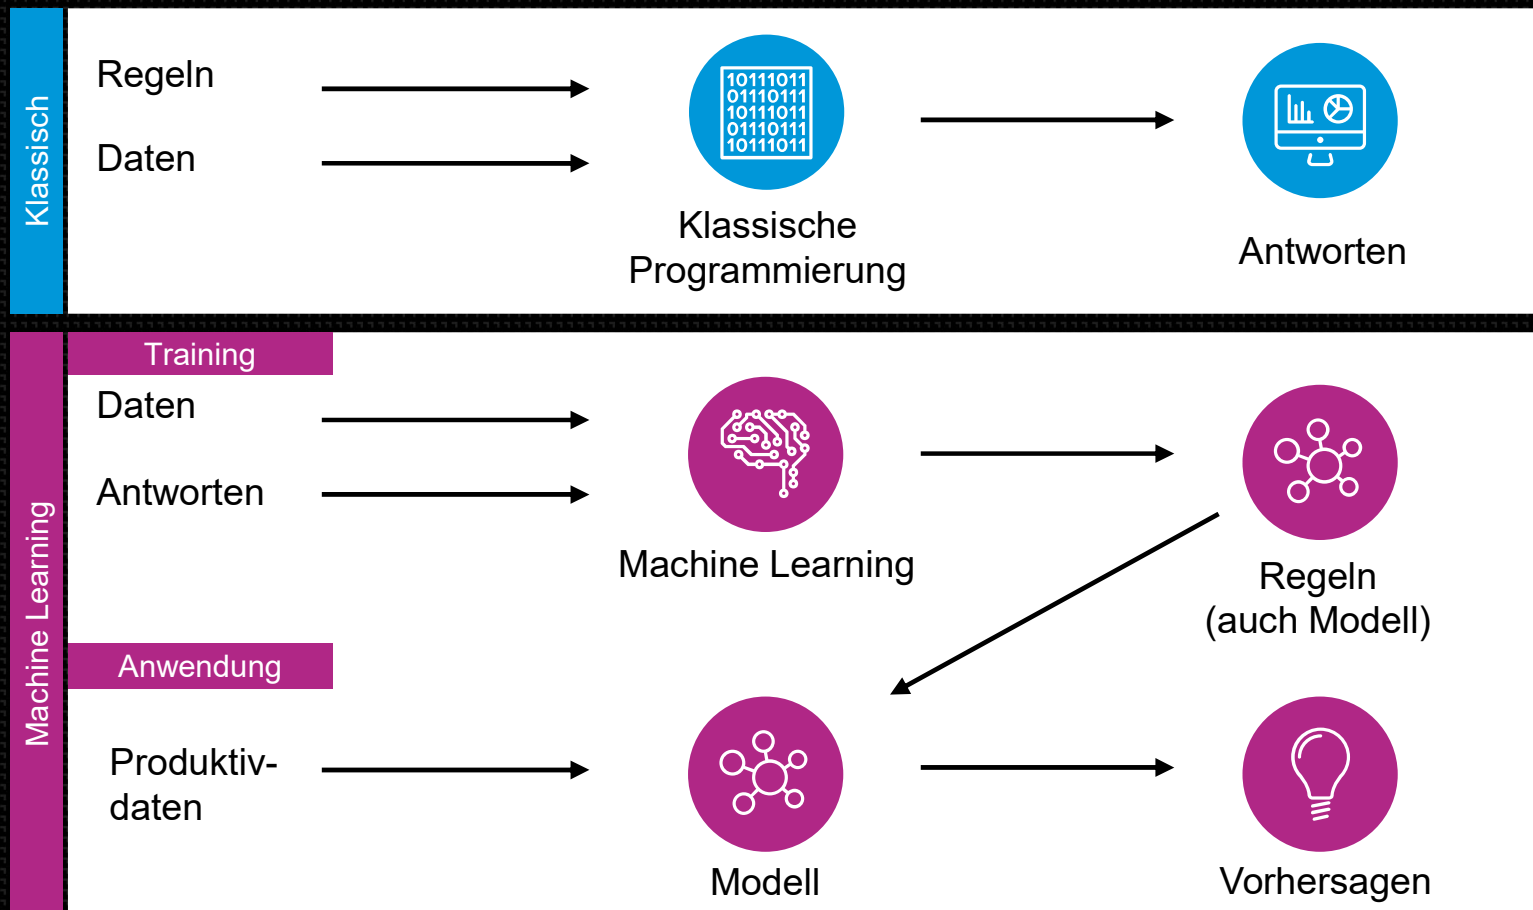 Klassisch
Regeln
Daten
10111011
01110111
10111011
01110111
10111011
Klassische
Programmierung
Antworten
Machine Learning
Training
Daten
Antworten
Machine Learning
Regeln
(auch Modell)
Anwendung
Produktiv-
daten
Modell
Vorhersagen